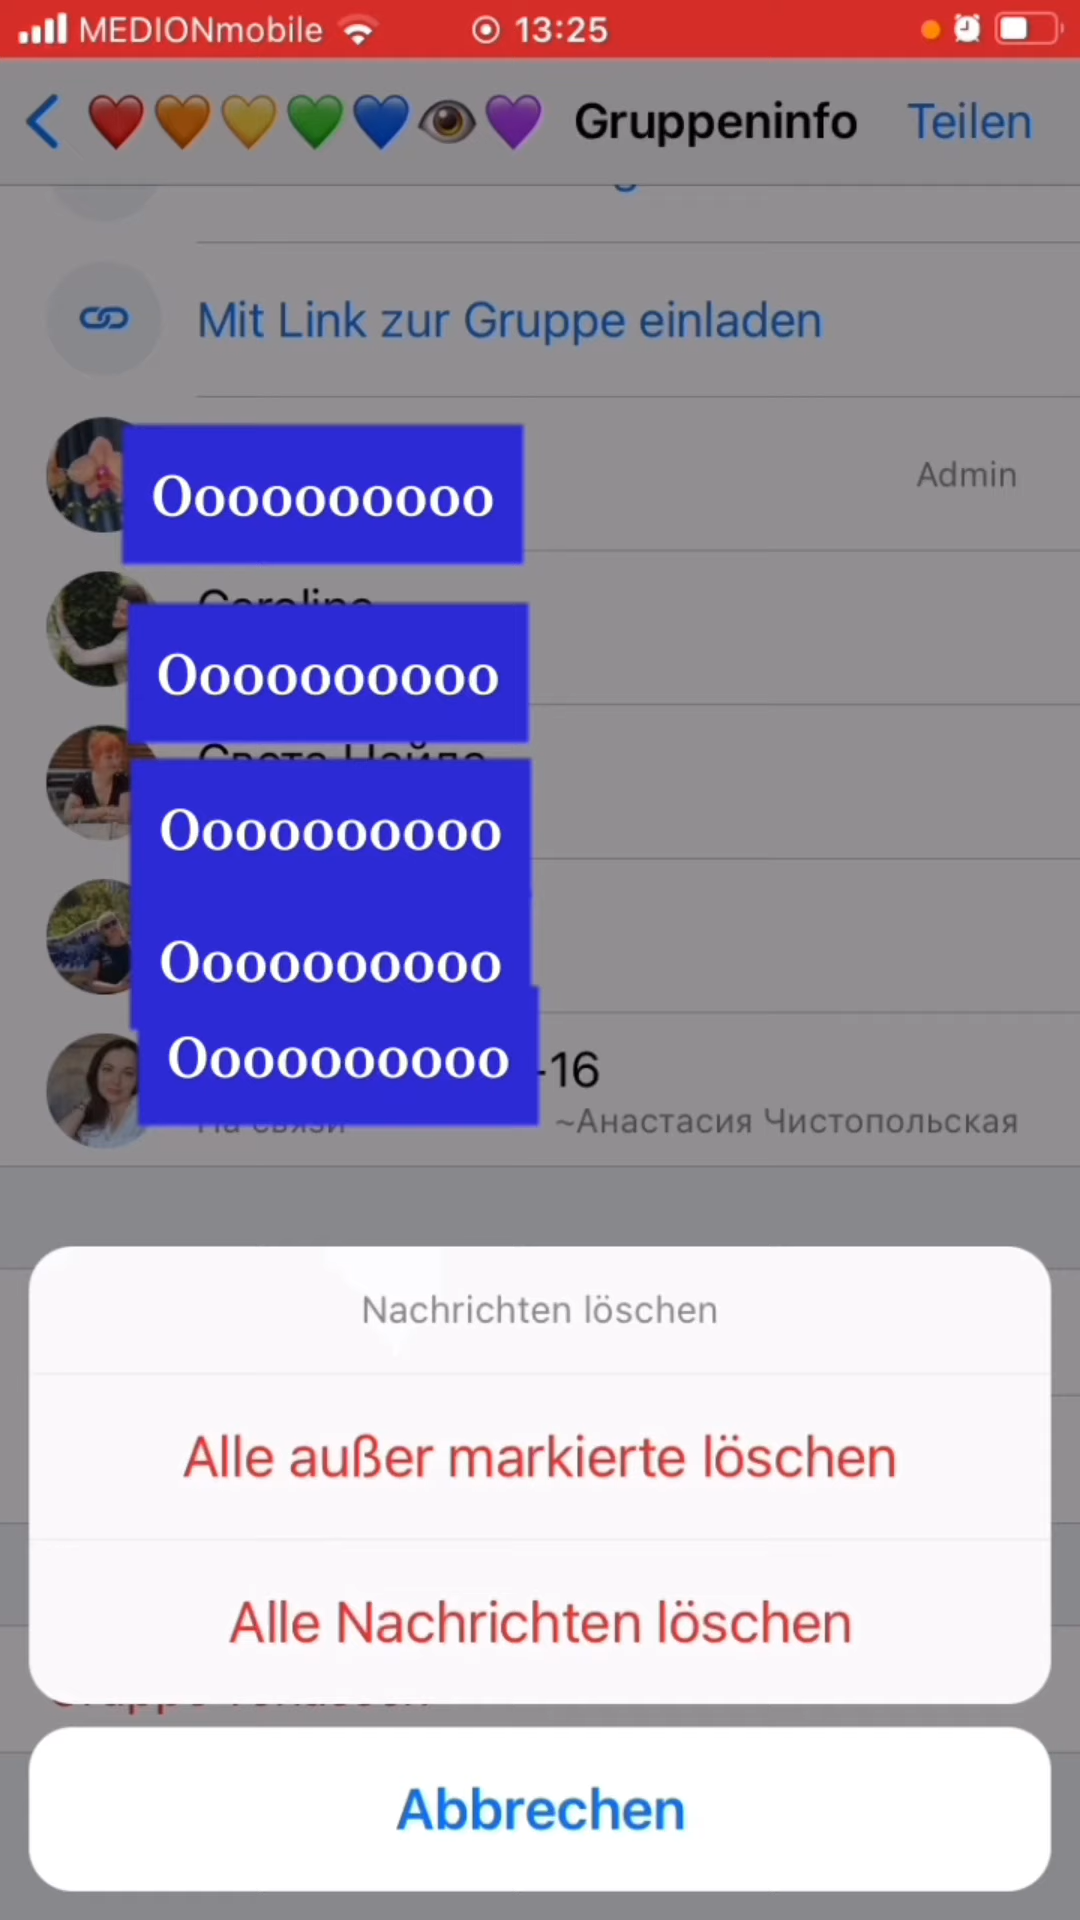 MEDIONmobile 13:25
Gruppeninfo Teilen
Mit Link zur Gruppe einladen
Oooooooooo
Admin
Oooooooooo
Oooooooooo
Oooooooooo
Oooooooooo
-16
~Анастасия Чистопольская
Nachrichten löschen
Alle außer markierte löschen
Alle Nachrichten löschen
Abbrechen